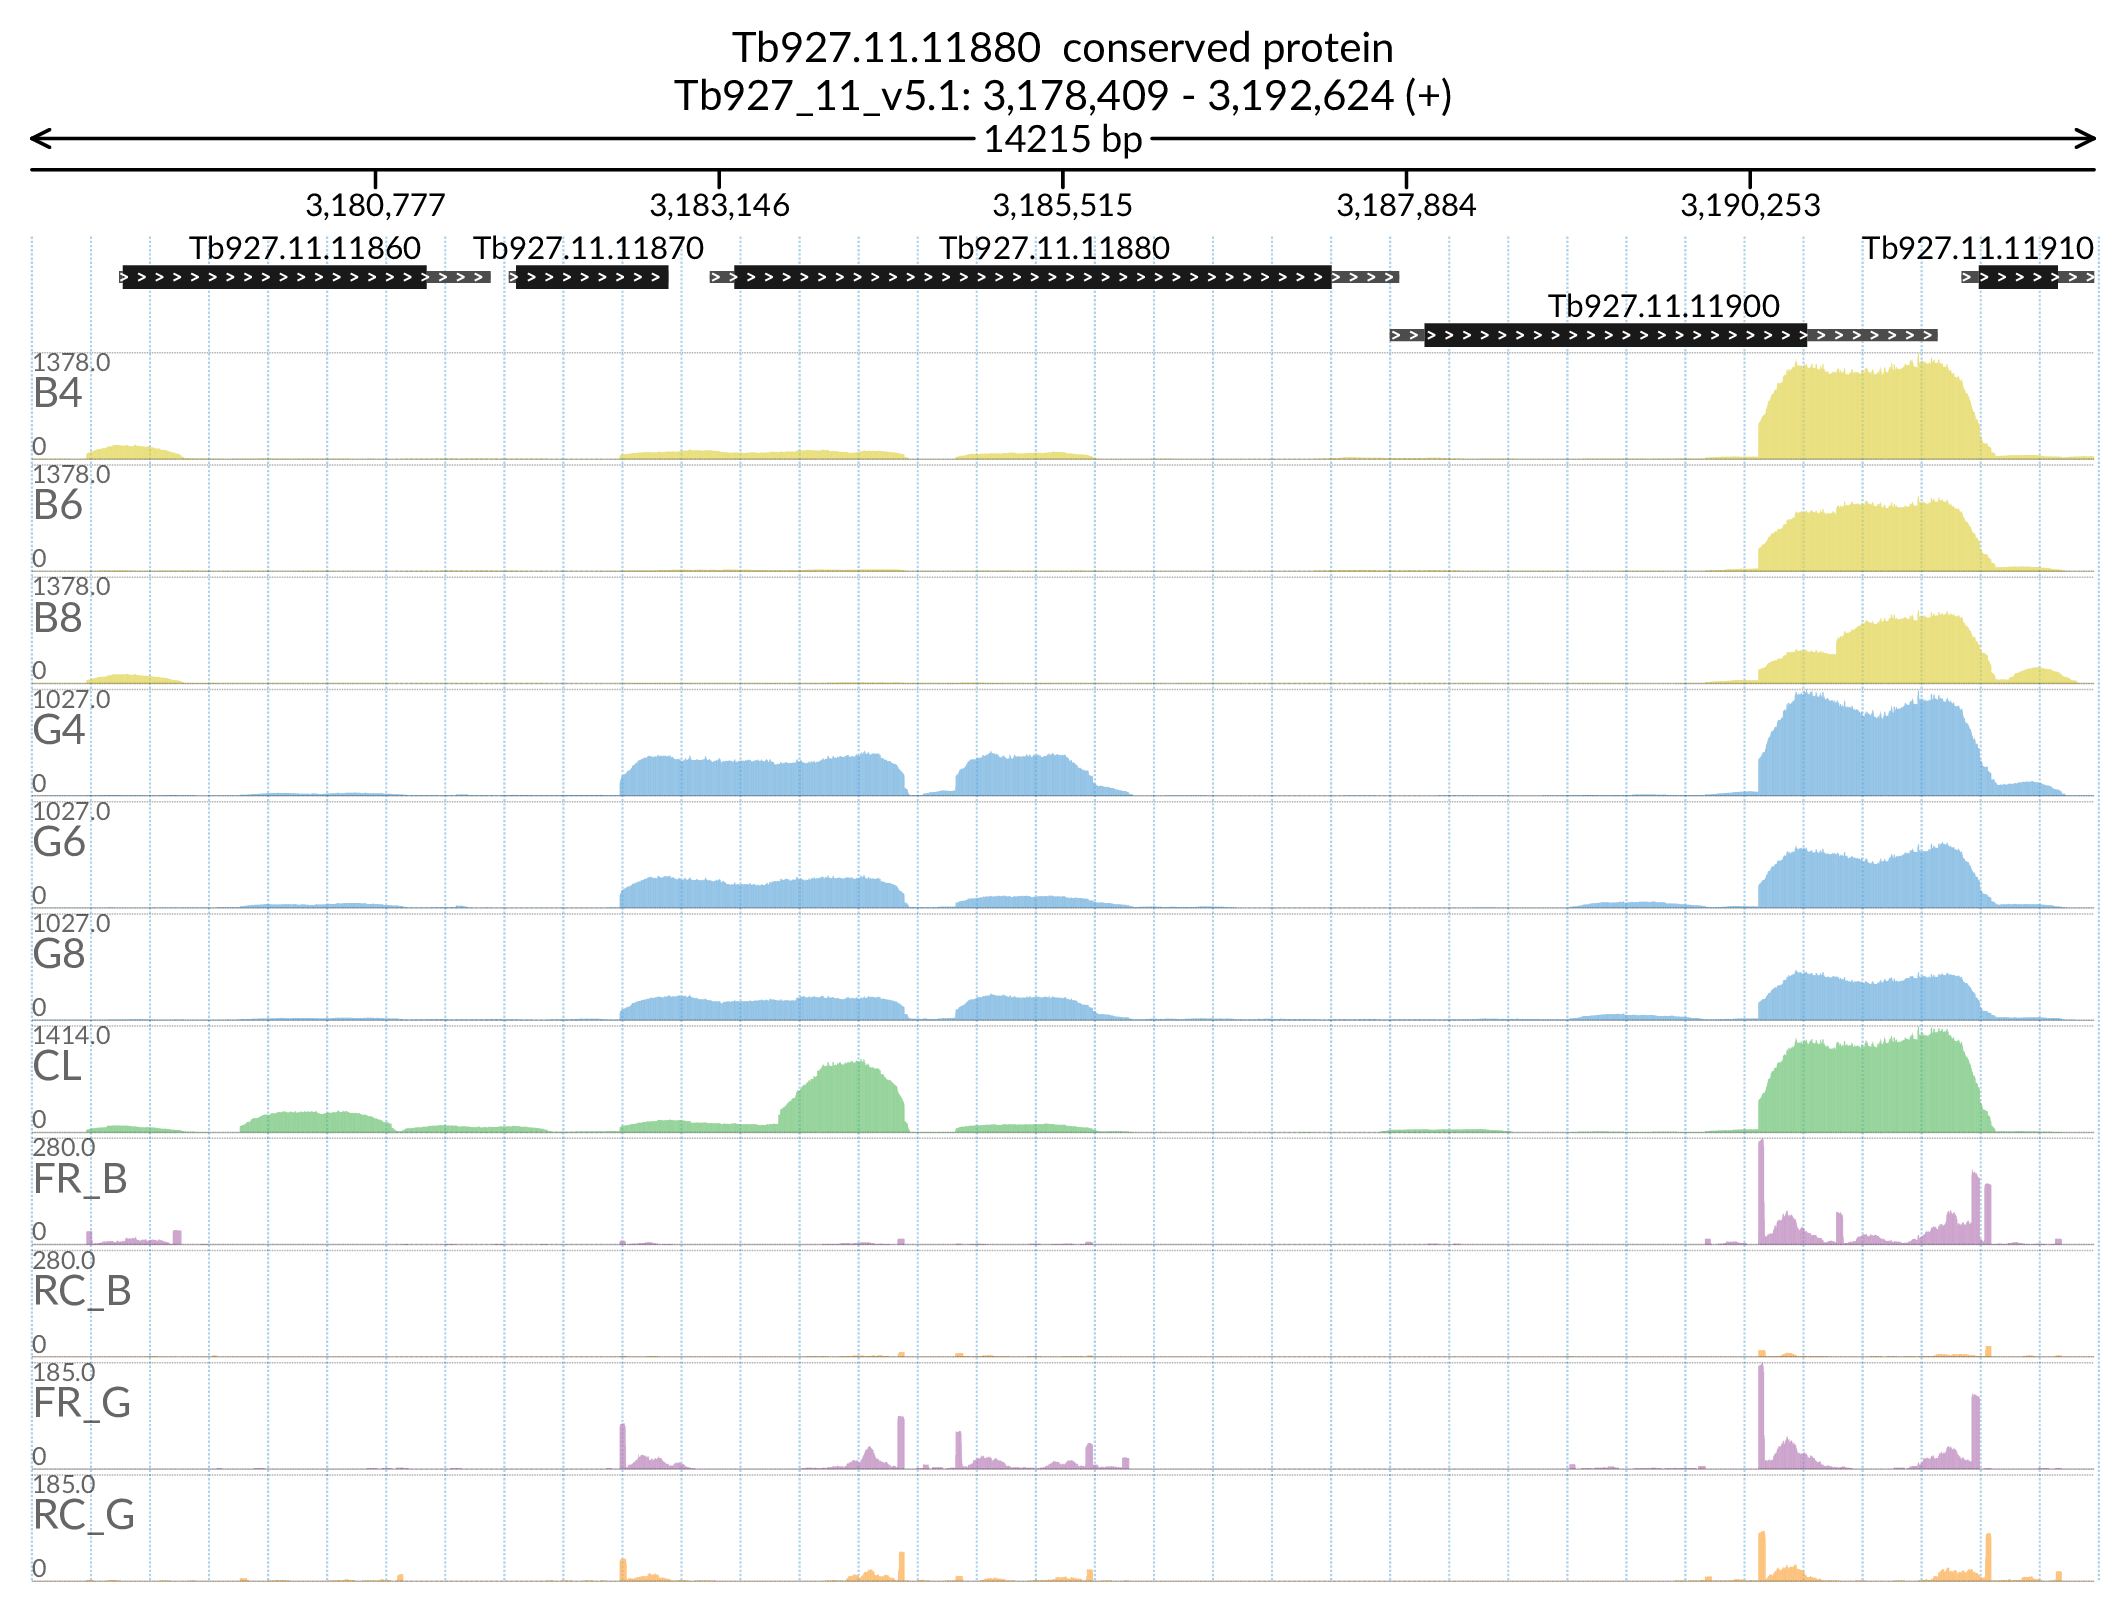 Tb927.11.11880  conserved protein
Tb927_11_v5.1: 3,178,409 - 3,192,624 (+)
14215 bp
3,180,777 3,183,146 3,185,515 3,187,884 3,190,253
Tb927.11.11860 Tb927.11.11870 Tb927.11.11880 Tb927.11.11910
Tb927.11.11900
1378.0
B4
0
1378.0
B6
0
1378.0
B8
0
1027.0
G4
0
1027.0
G6
0
1027.0
G8
0
1414.0
CL
0
280.0
FR_B
0
280.0
RC_B
0
185.0
FR_G
0
185.0
RC_G
0